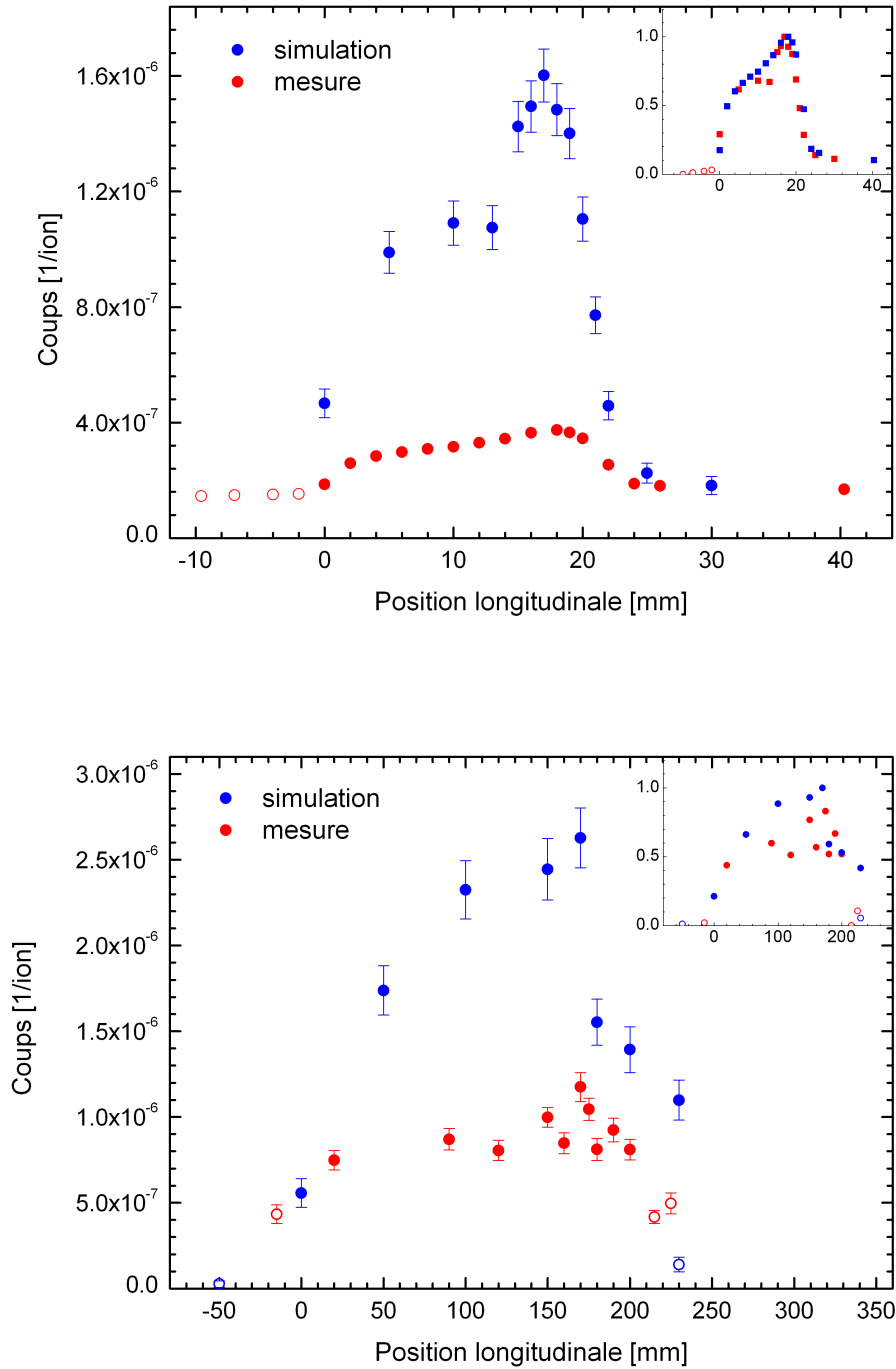 simulation
mesure
1.6x10⁻⁶
1.2x10⁻⁶
8.0x10⁻⁷
4.0x10⁻⁷
0.0
Coups [1/ion]
-10 0 10 20 30 40
Position longitudinale [mm]
1.0
0.5
0.0
0 20 40
simulation
mesure
3.0x10⁻⁶
2.5x10⁻⁶
2.0x10⁻⁶
1.5x10⁻⁶
1.0x10⁻⁶
5.0x10⁻⁷
0.0
Coups [1/ion]
-50 0 50 100 150 200 250 300 350
Position longitudinale [mm]
1.0
0.5
0.0
0 100 200